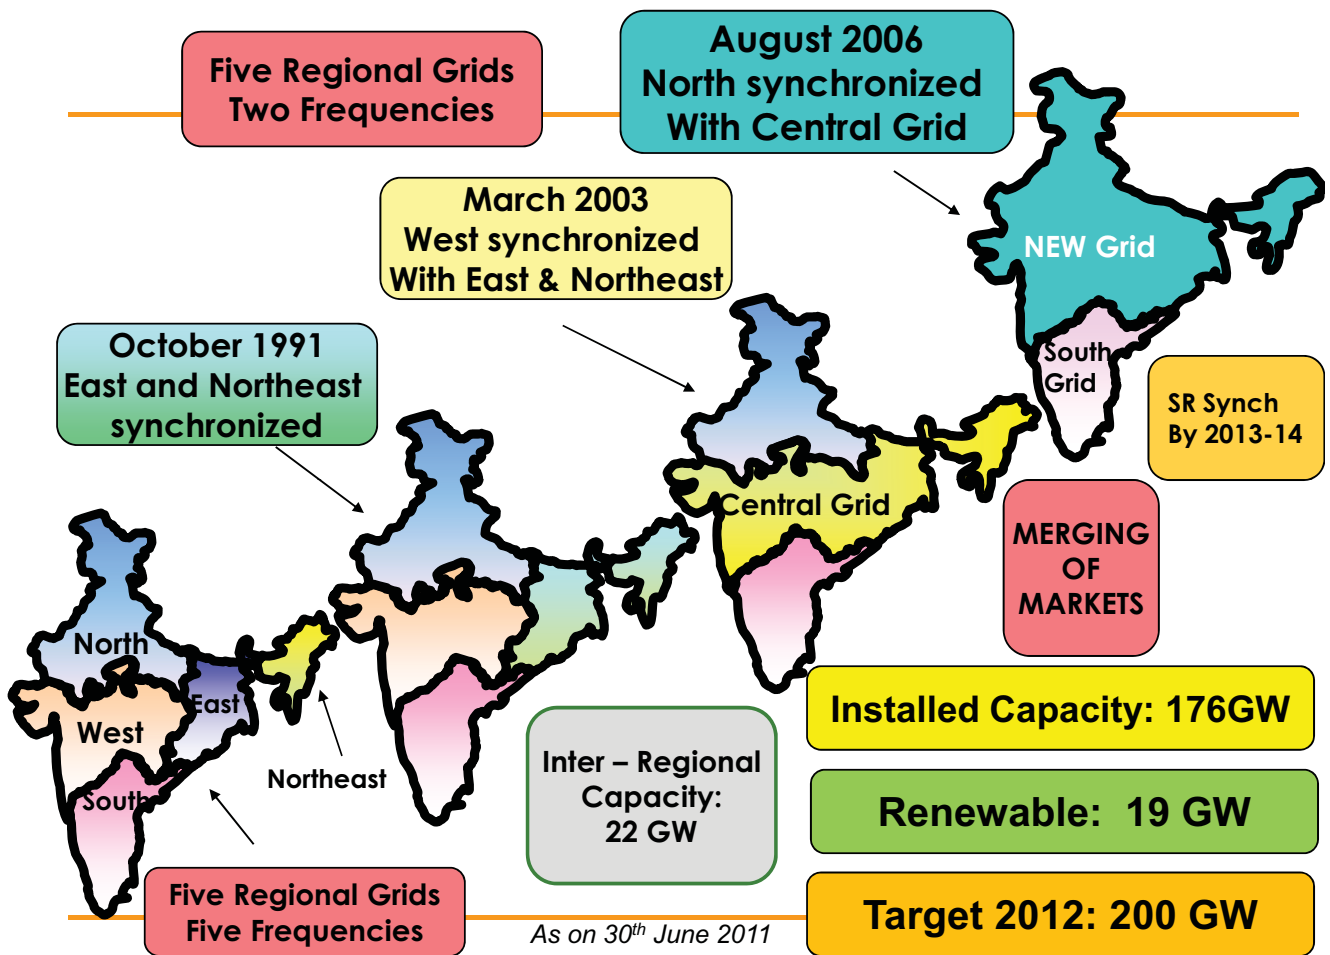 Five Regional Grids
Two Frequencies
August 2006
North synchronized
With Central Grid
March 2003
West synchronized
With East & Northeast
NEW Grid
October 1991
East and Northeast
synchronized
South
Grid
SR Synch
By 2013-14
Central Grid
MERGING
OF
MARKETS
North
East
West
Northeast
South
Inter – Regional
Capacity:
22 GW
Installed Capacity: 176GW
Renewable: 19 GW
Five Regional Grids
Five Frequencies
As on 30th June 2011
Target 2012: 200 GW